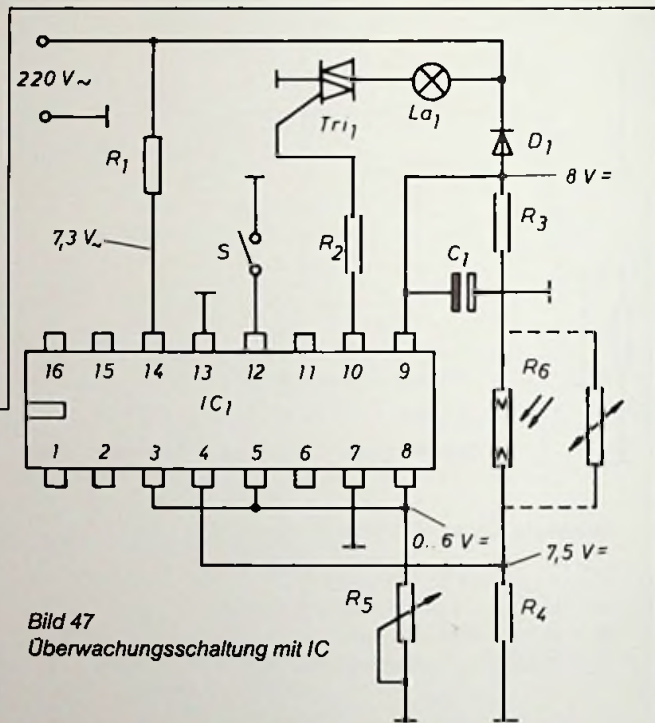 220 V~
R1
7,3 V~
S
Tri1
La1
R2
D1
8 V=
R3
C1
R6
16 15 14 13 12 11 10 9
IC1
1 2 3 4 5 6 7 8
0..6 V=
7,5 V=
R5
R4
Bild 47
Überwachungsschaltung mit IC